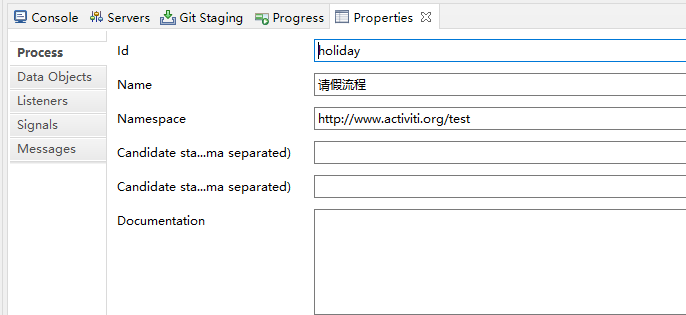 Console Servers Git Staging Progress Properties
Process
Data Objects
Listeners
Signals
Messages
Id holiday
Name 请假流程
Namespace http://www.activiti.org/test
Candidate sta...ma separated)
Candidate sta...ma separated)
Documentation